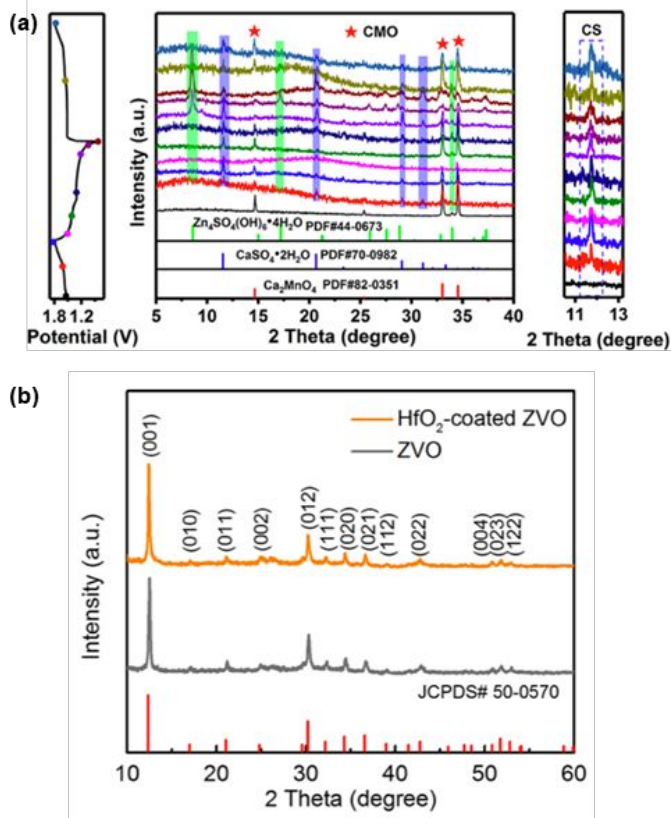 (a)
1.8 1.2
Potential (V)
Intensity (a.u.)
★ CMO
Zn₄SO₄(OH)₆•4H₂O PDF#44-0673
CaSO₄•2H₂O PDF#70-0982
Ca₂MnO₄ PDF#82-0351
5 10 15 20 25 30 35 40
2 Theta (degree)
CS
11 13
2 Theta (degree)
(b)
HfO₂-coated ZVO
ZVO
(001)
(010)
(011)
(002)
(012)
(111)
(020)
(021)
(112)
(022)
(004)
(023)
(122)
Intensity (a.u.)
JCPDS# 50-0570
10 20 30 40 50 60
2 Theta (degree)